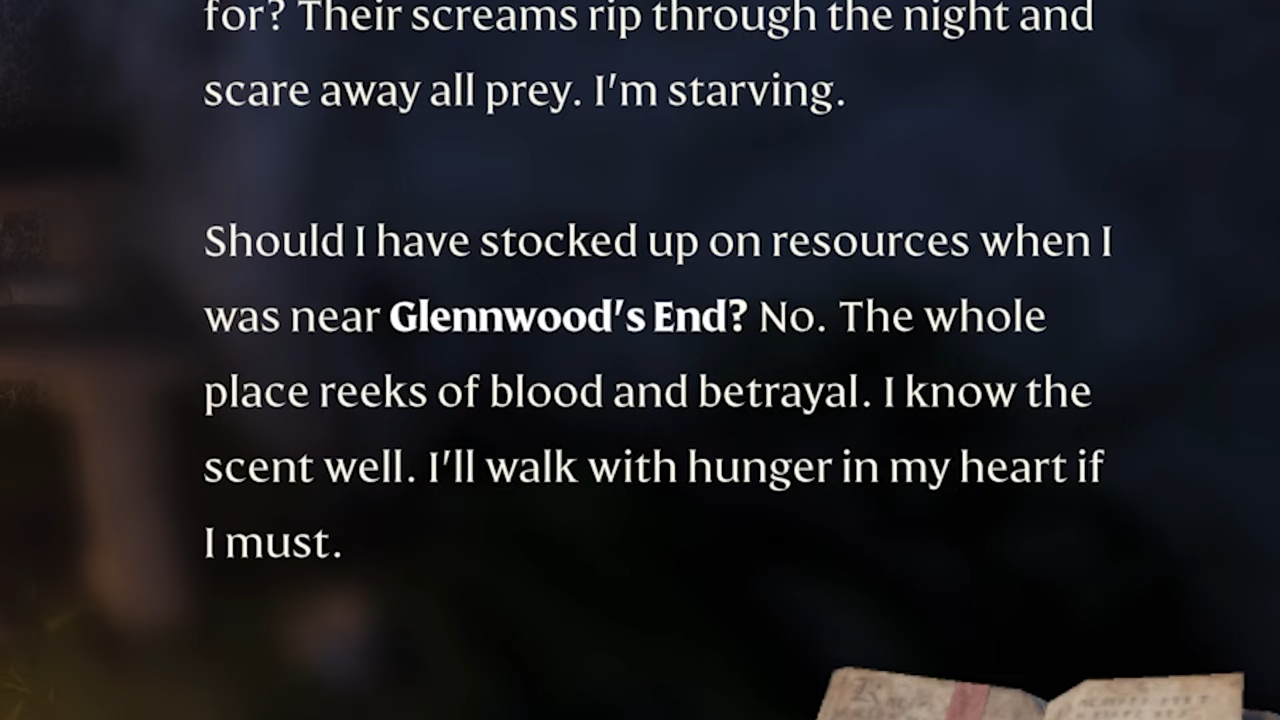 for? Their screams rip through the night and
scare away all prey. I'm starving.
Should I have stocked up on resources when I
was near Glennwood's End? No. The whole
place reeks of blood and betrayal. I know the
scent well. I'll walk with hunger in my heart if
I must.